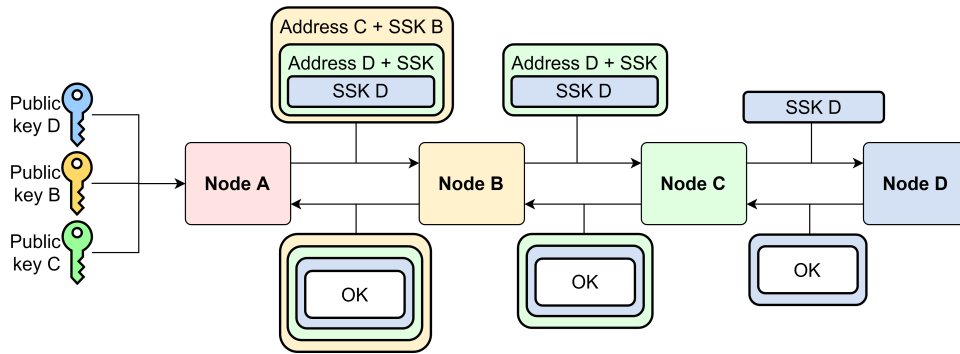 Address C + SSK B
Address D + SSK
SSK D
Address D + SSK
SSK D
SSK D
Public
key D
Public
key B
Public
key C
Node A
Node B
Node C
Node D
OK
OK
OK